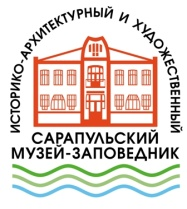 ИСТОРИКО-АРХИТЕКТУРНЫЙ И ХУДОЖЕСТВЕННЫЙ
САРАПУЛЬСКИЙ
МУЗЕЙ-ЗАПОВЕДНИК